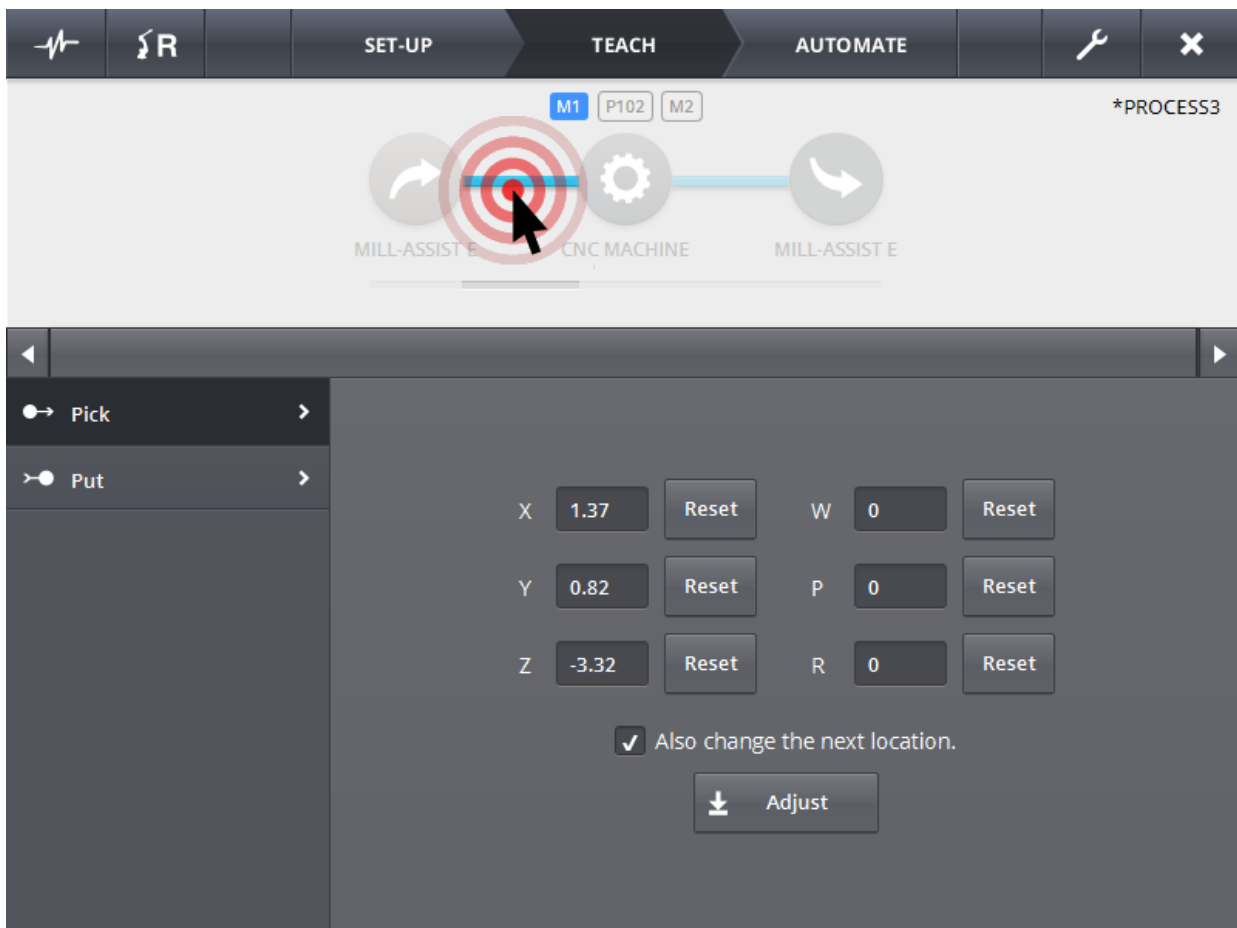 R SET-UP TEACH AUTOMATE
M1 P102 M2 *PROCESS3
MILL-ASSIST E CNC MACHINE MILL-ASSIST E
Pick
Put
X 1.37 Reset W 0 Reset
Y 0.82 Reset P 0 Reset
Z -3.32 Reset R 0 Reset
Also change the next location.
Adjust